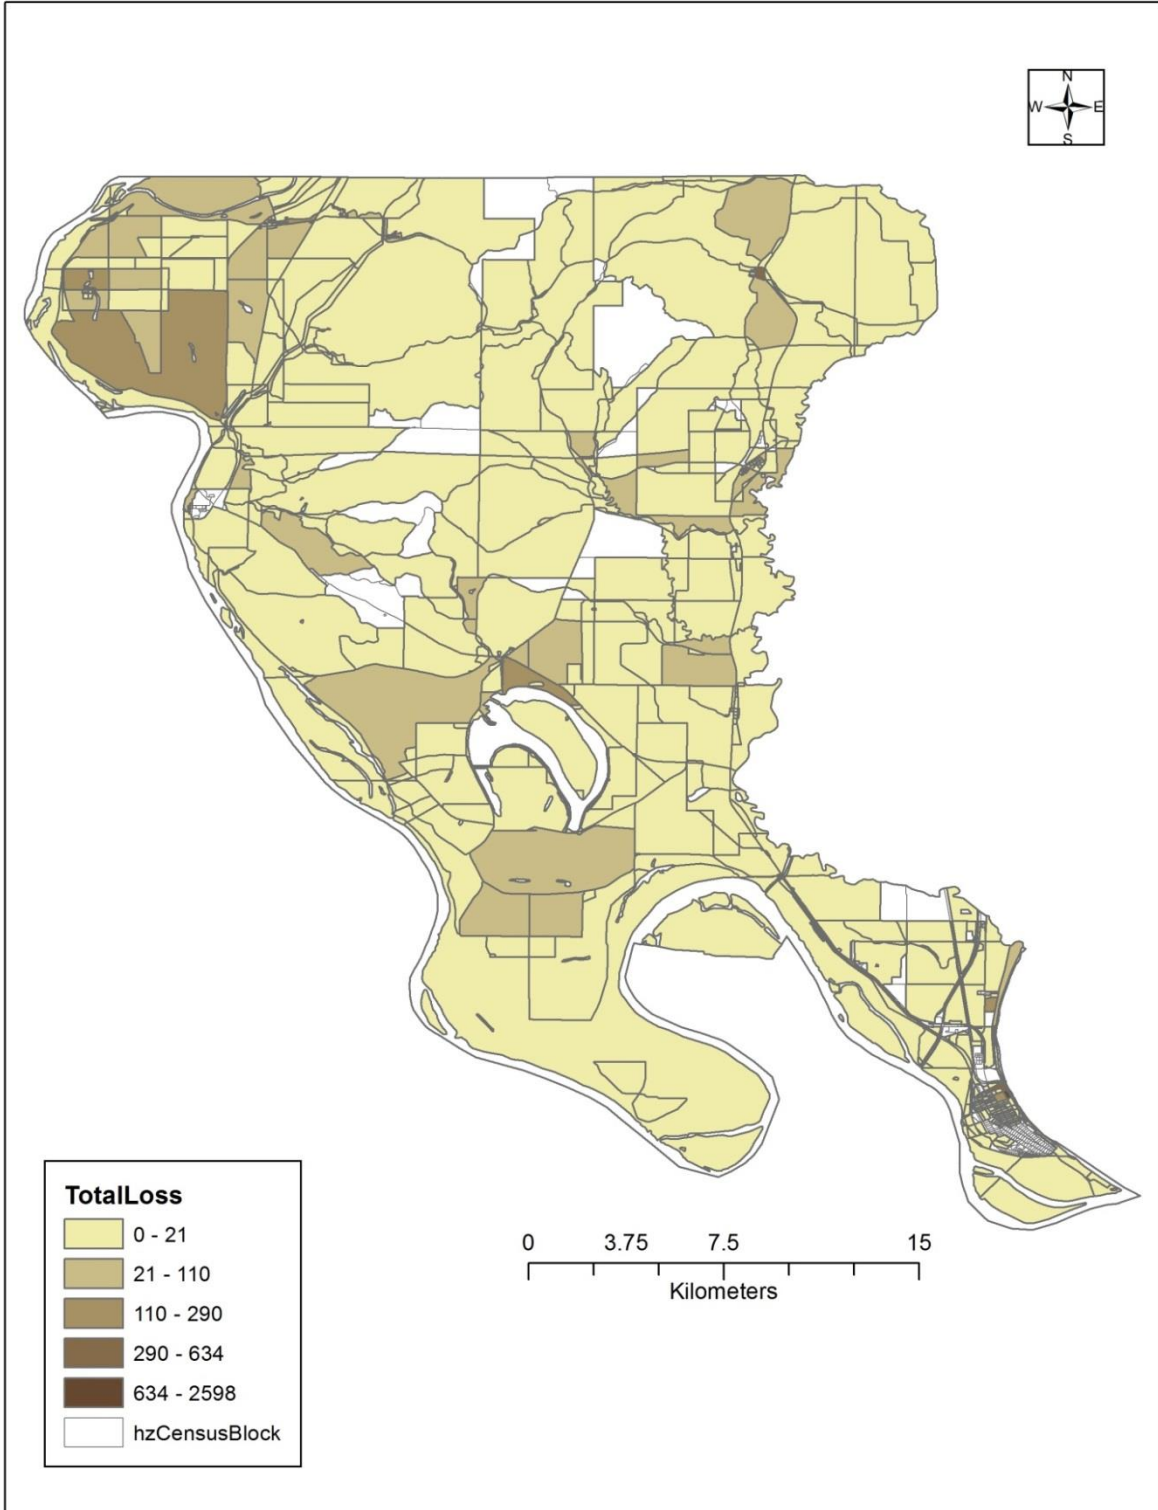 N
W E
S
TotalLoss
0 - 21
21 - 110
110 - 290
290 - 634
634 - 2598
hzCensusBlock
0 3.75 7.5 15
Kilometers